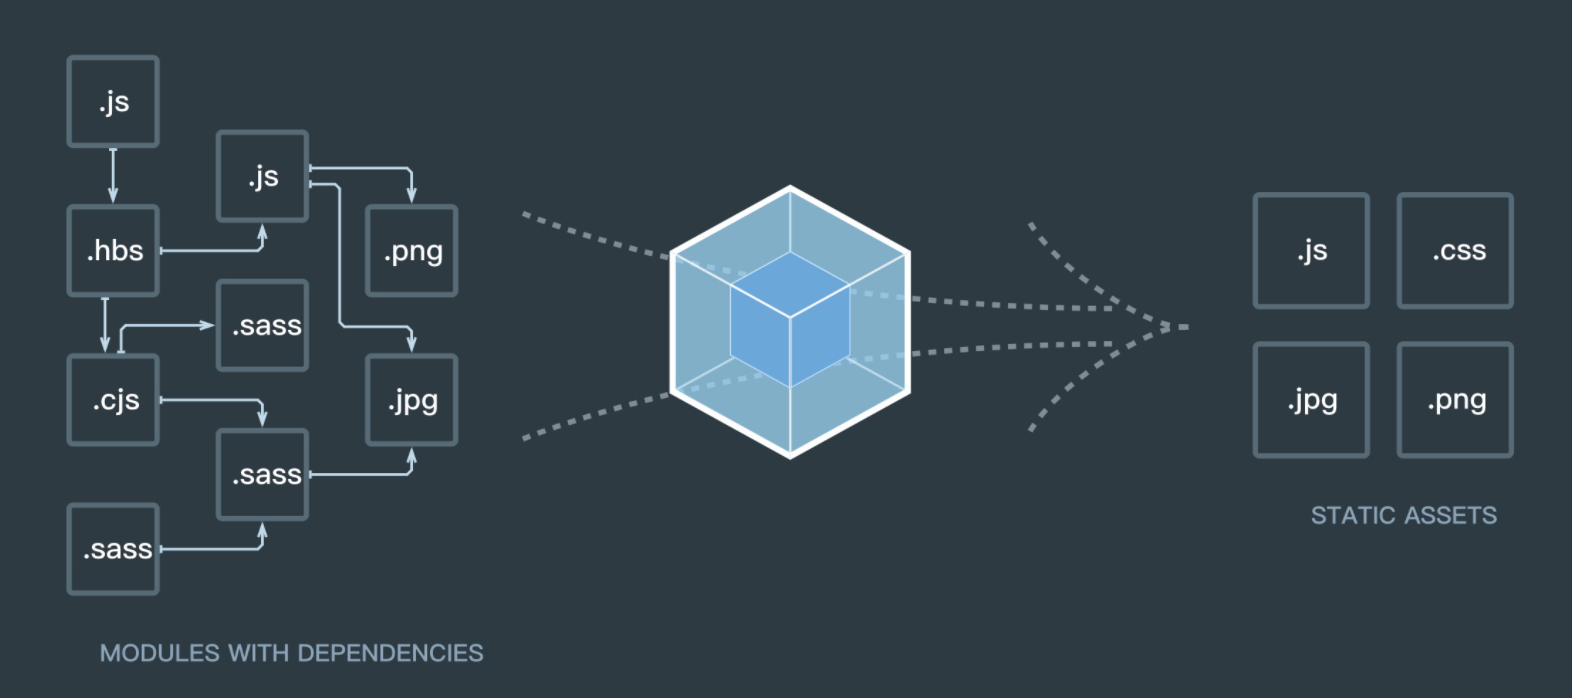 .js
.js
.hbs
.png
.sass
.cjs
.jpg
.sass
.sass
MODULES WITH DEPENDENCIES
.js
.css
.jpg
.png
STATIC ASSETS